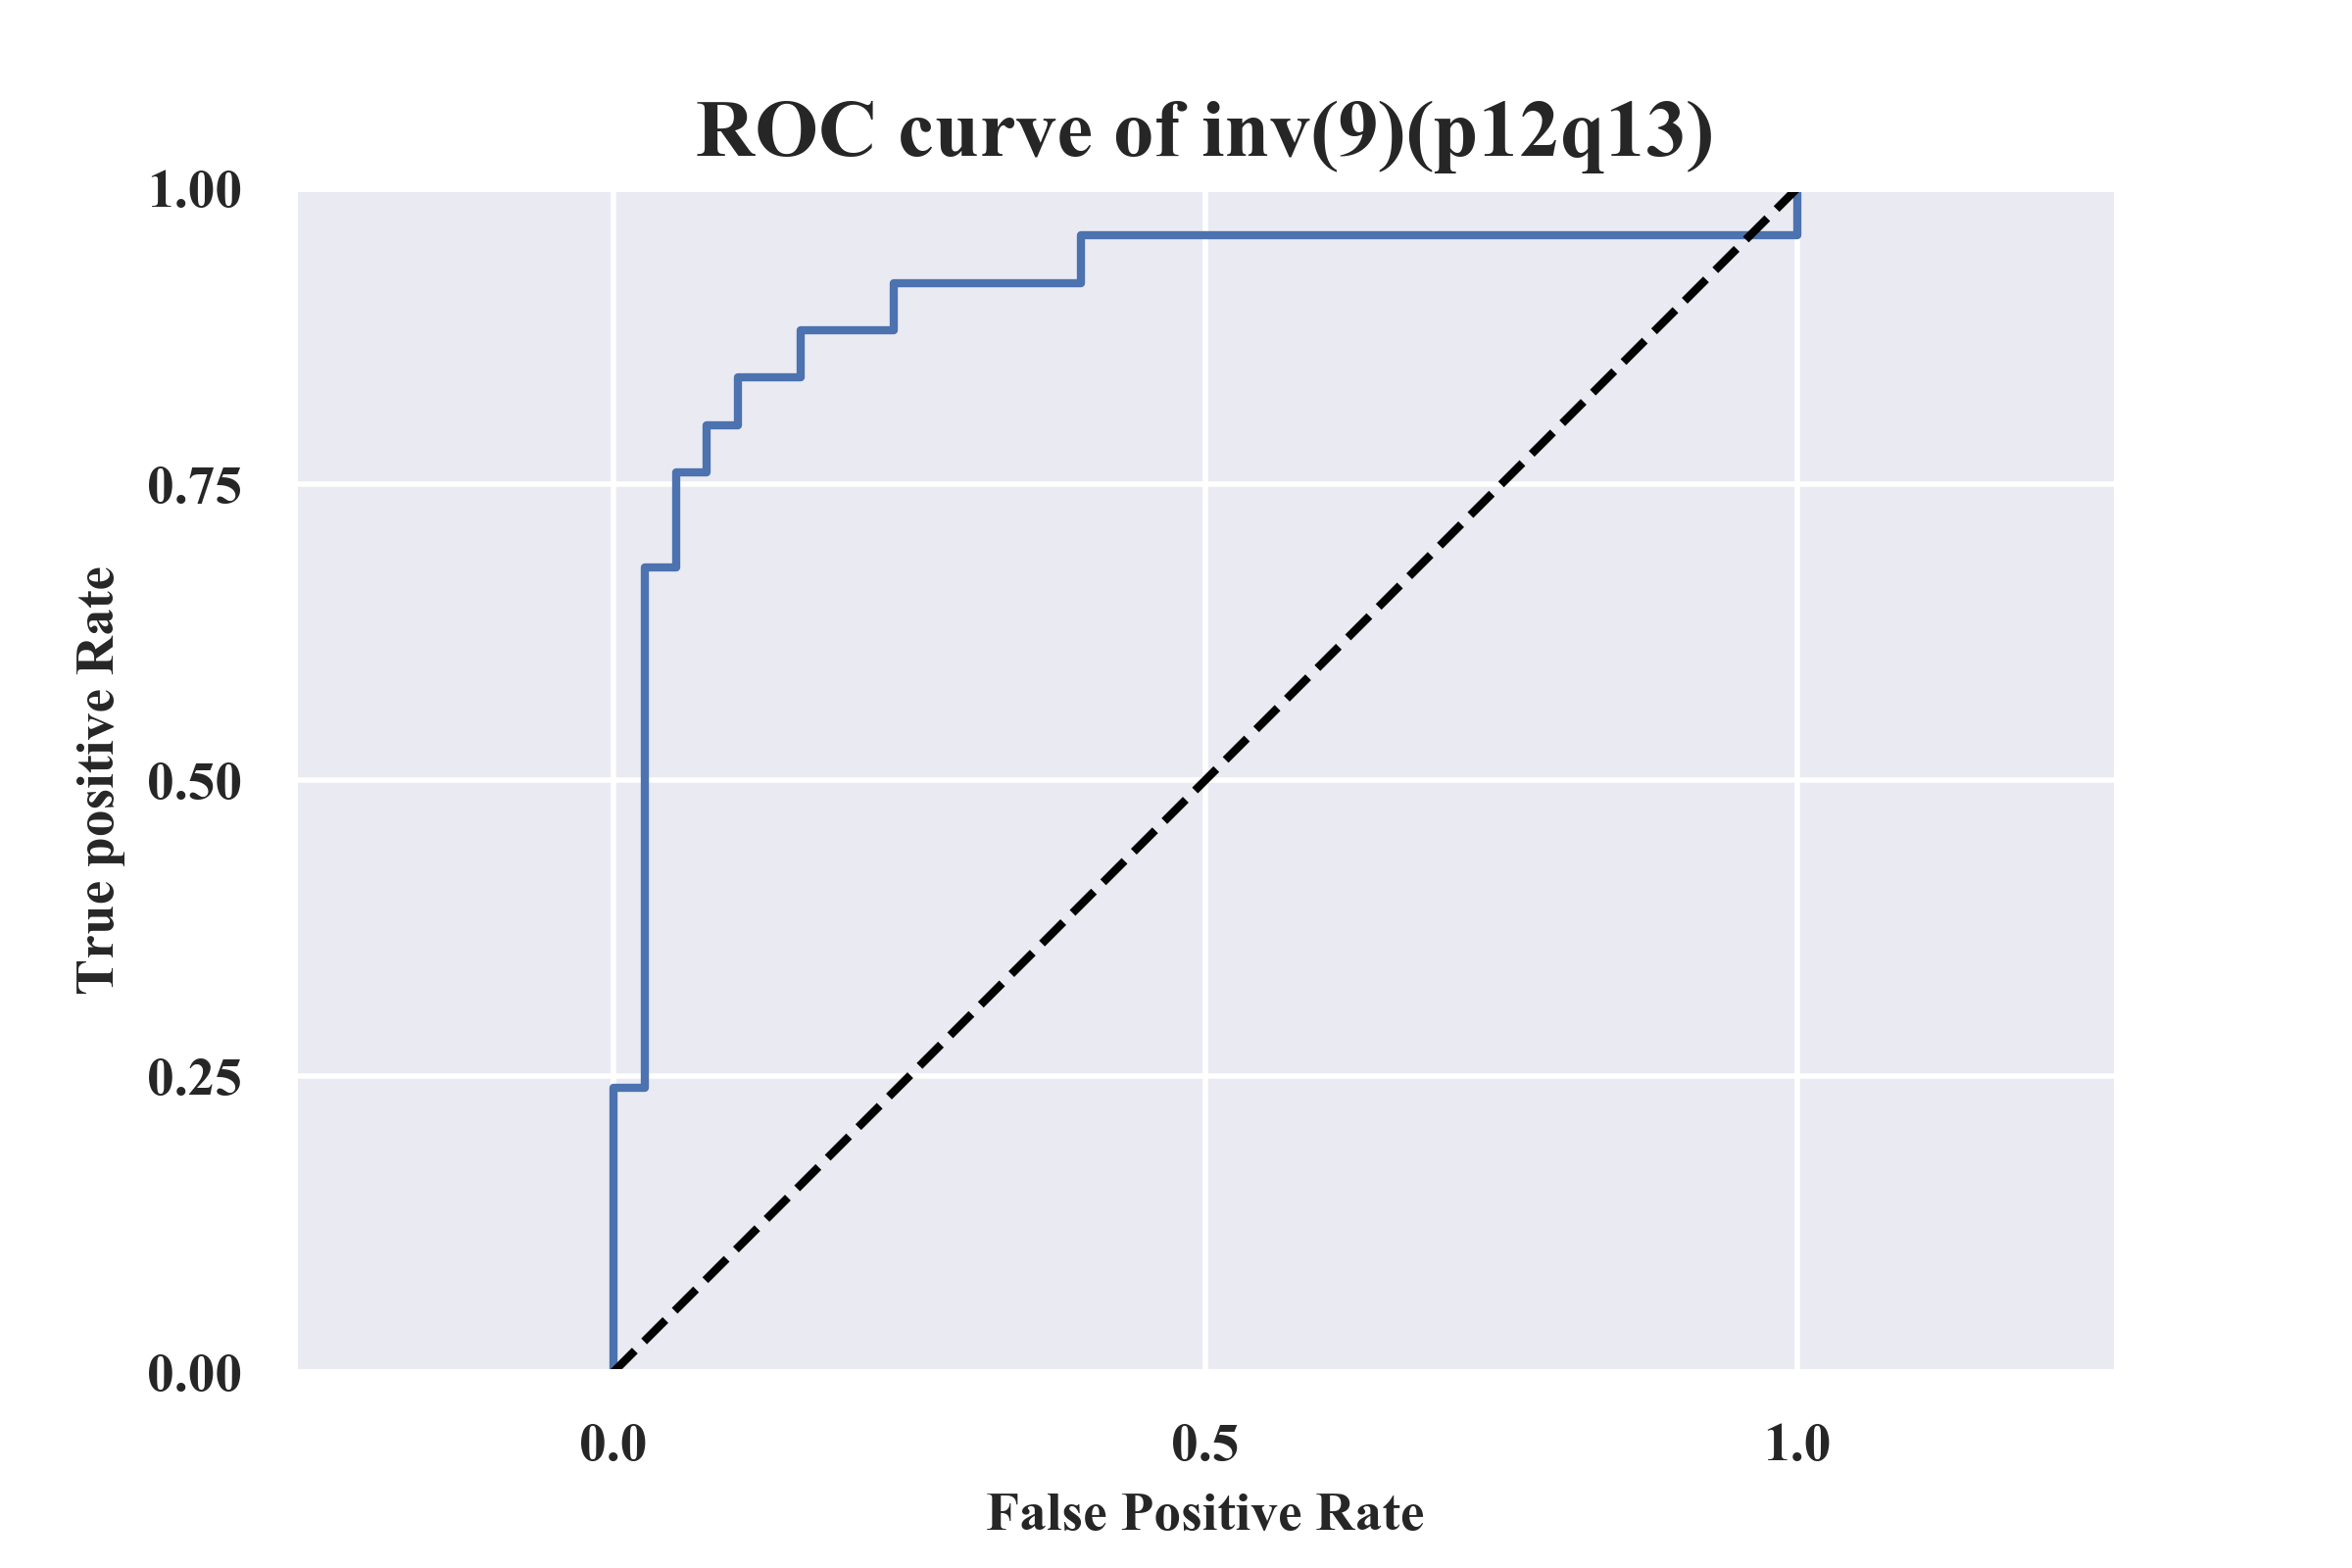 ROC curve of inv(9)(p12q13)
1.00
0.75
0.50
0.25
0.00
True positive Rate
0.0 0.5 1.0
False Positive Rate